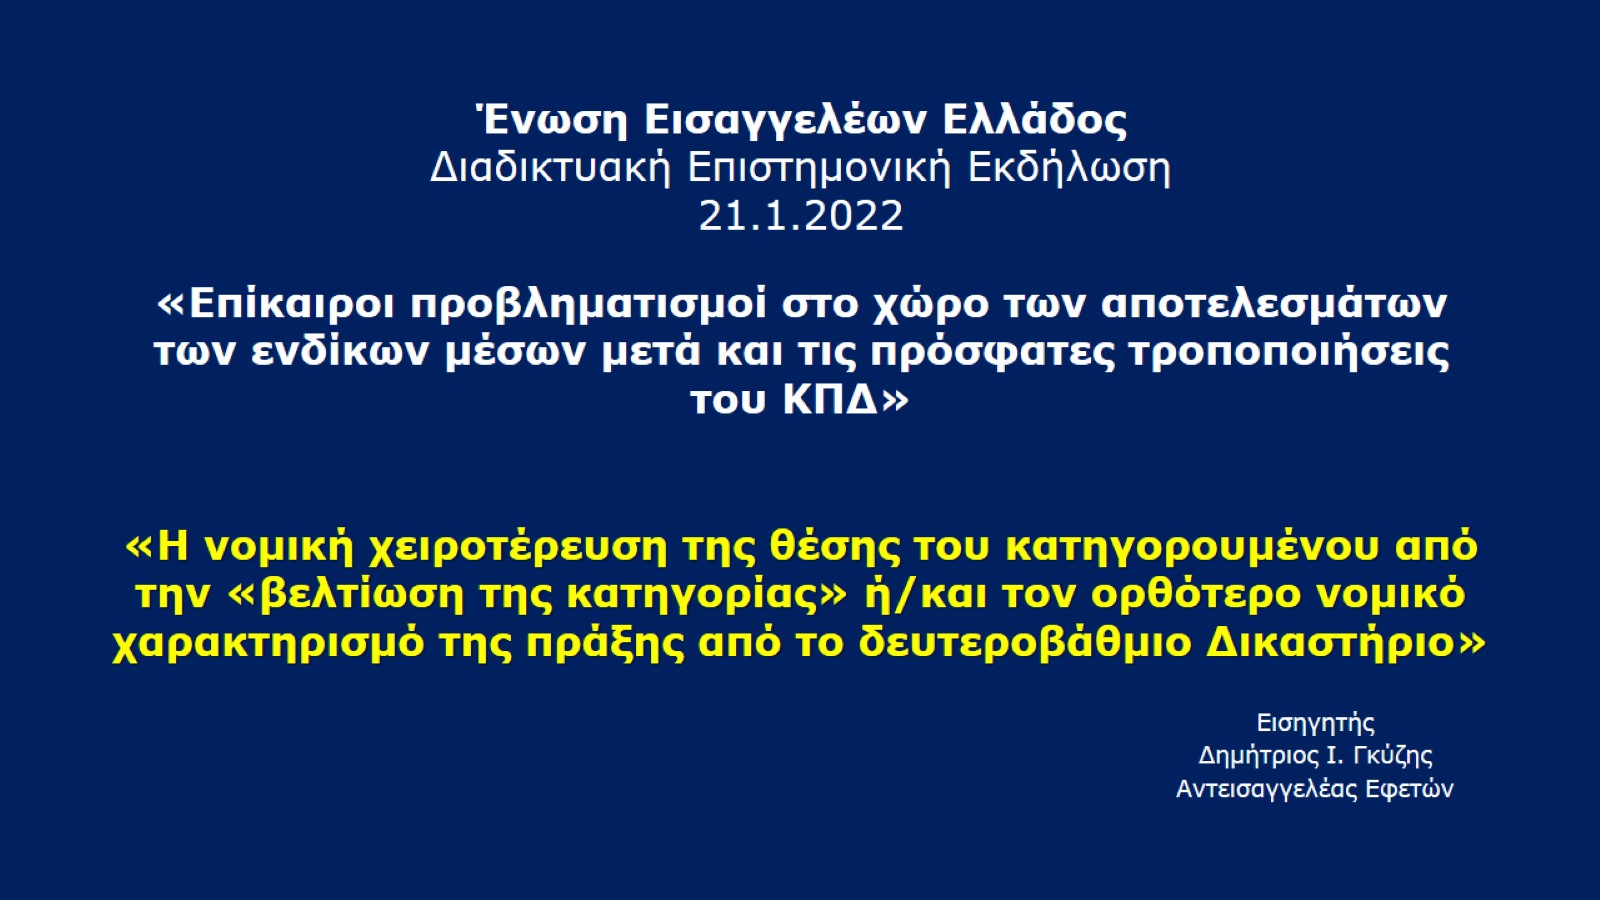 Ένωση Εισαγγελέων Ελλάδος
Διαδικτυακή Επιστημονική Εκδήλωση
21.1.2022
«Επίκαιροι προβληματισμοί στο χώρο των αποτελεσμάτων
των ενδίκων μέσων μετά και τις πρόσφατες τροποποιήσεις
του ΚΠΔ»
«Η νομική χειροτέρευση της θέσης του κατηγορουμένου από
την «βελτίωση της κατηγορίας» ή/και τον ορθότερο νομικό
χαρακτηρισμό της πράξης από το δευτεροβάθμιο Δικαστήριο»
Εισηγητής
Δημήτριος Ι. Γκύζης
Αντεισαγγελέας Εφετών